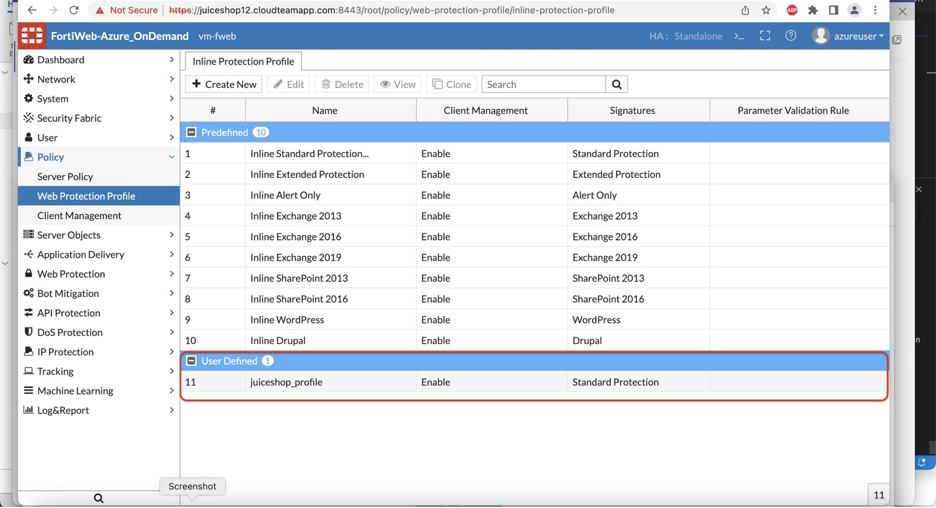 Not Secure https://juiceshop12.cloudteamapp.com:8443/root/policy/web-protection-profile/inline-protection-profile
ABP
FortiWeb-Azure_OnDemand vm-fweb HA: Standalone >_ azureuser
Dashboard
Network
System
Security Fabric
User
Policy
Server Policy
Web Protection Profile
Client Management
Server Objects
Application Delivery
Web Protection
Bot Mitigation
API Protection
DoS Protection
IP Protection
Tracking
Machine Learning
Log&Report
Inline Protection Profile
+ Create New Edit Delete View Clone Search
# Name Client Management Signatures Parameter Validation Rule
Predefined 10
1 Inline Standard Protection... Enable Standard Protection
2 Inline Extended Protection Enable Extended Protection
3 Inline Alert Only Enable Alert Only
4 Inline Exchange 2013 Enable Exchange 2013
5 Inline Exchange 2016 Enable Exchange 2016
6 Inline Exchange 2019 Enable Exchange 2019
7 Inline SharePoint 2013 Enable SharePoint 2013
8 Inline SharePoint 2016 Enable SharePoint 2016
9 Inline WordPress Enable WordPress
10 Inline Drupal Enable Drupal
User Defined 1
11 juiceshop_profile Enable Standard Protection
Screenshot
11